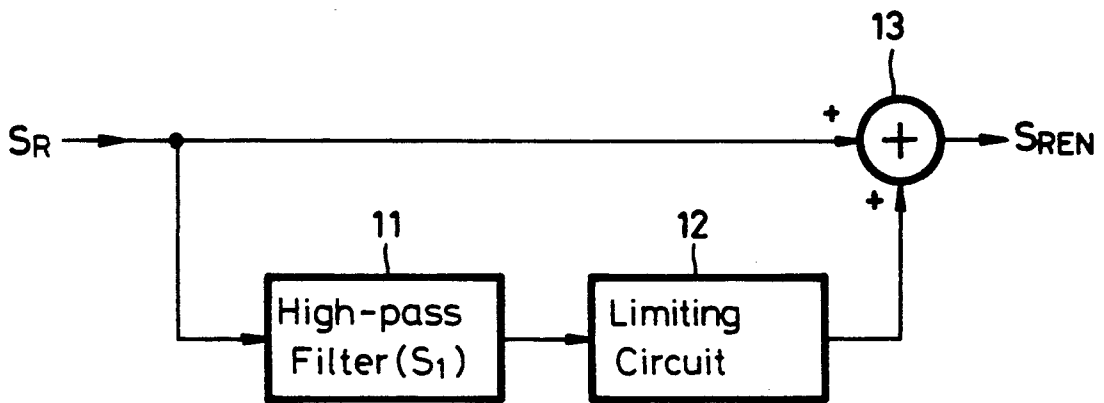 13
+
SR
+
SREN
+
11
12
High-pass
Filter (S1)
Limiting
Circuit